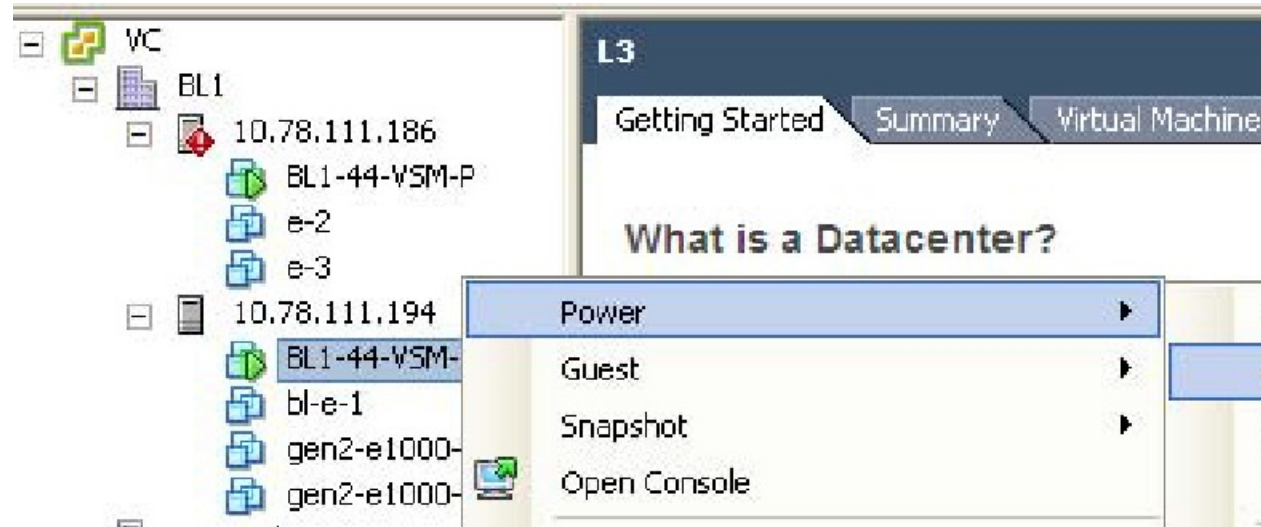 VC
BL1
10.78.111.186
BL1-44-VSM-P
e-2
e-3
10.78.111.194
BL1-44-VSM-
bl-e-1
gen2-e1000-
gen2-e1000-
L3
Getting Started Summary Virtual Machine
What is a Datacenter?
Power
Guest
Snapshot
Open Console